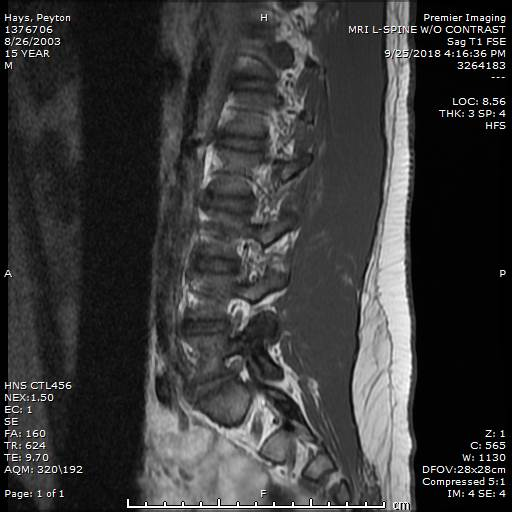 Hays, Peyton
1376706
8/26/2003
15 YEAR
M
H
Premier Imaging
MRI L-SPINE W/O CONTRAST
Sag T1 FSE
9/25/2018 4:16:36 PM
3264183
---
LOC: 8.56
THK: 3 SP: 4
HFS
A
P
HNS CTL456
NEX:1.50
EC: 1
SE
FA: 160
TR: 624
TE: 9.70
AQM: 320\192
Page: 1 of 1
F
cm
Z: 1
C: 565
W: 1130
DFOV:28x28cm
Compressed 5:1
IM: 4 SE: 4